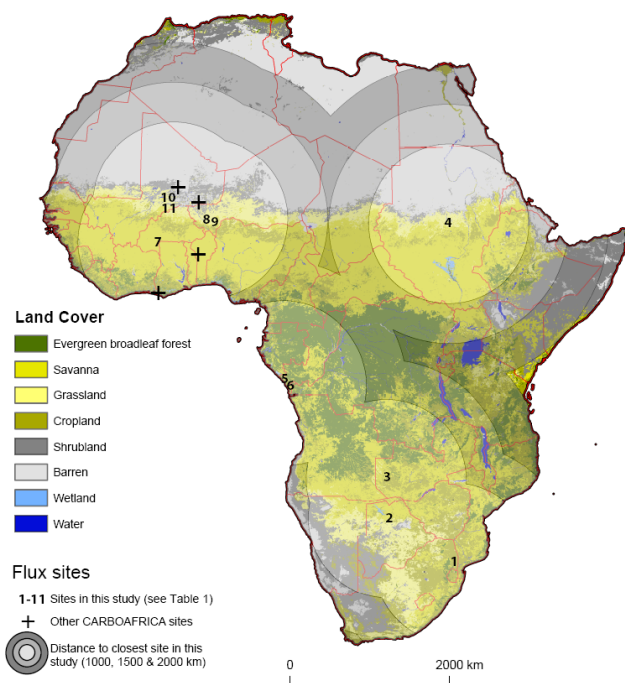 10
11
8 9
4
7
Land Cover
Evergreen broadleaf forest
Savanna
Grassland
Cropland
Shrubland
Barren
Wetland
Water
5
6
3
2
1
Flux sites
1-11 Sites in this study (see Table 1)
Other CARBOAFRICA sites
Distance to closest site in this
study (1000, 1500 & 2000 km)
0 2000 km